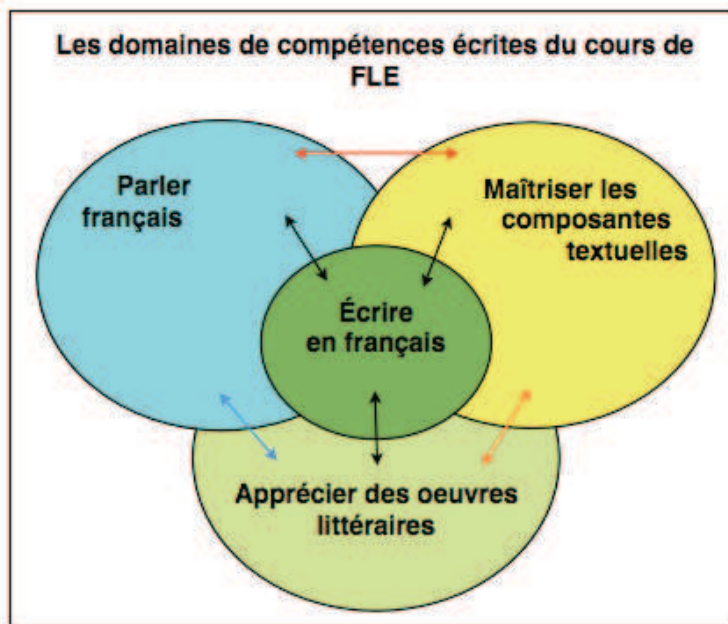 Les domaines de compétences écrites du cours de
FLE
Parler
français
Maîtriser les
composantes
textuelles
Écrire
en français
Apprécier des oeuvres
littéraires